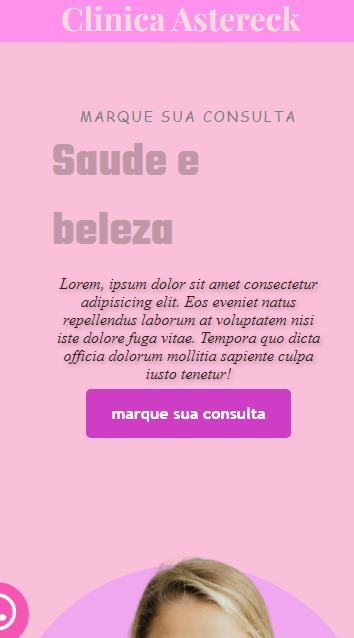 Clinica Astereck
MARQUE SUA CONSULTA
Saude e
beleza
Lorem, ipsum dolor sit amet consectetur
adipisicing elit. Eos eveniet natus
repellendus laborum at voluptatem nisi
iste dolore fuga vitae. Tempora quo dicta
officia dolorum mollitia sapiente culpa
iusto tenetur!
marque sua consulta